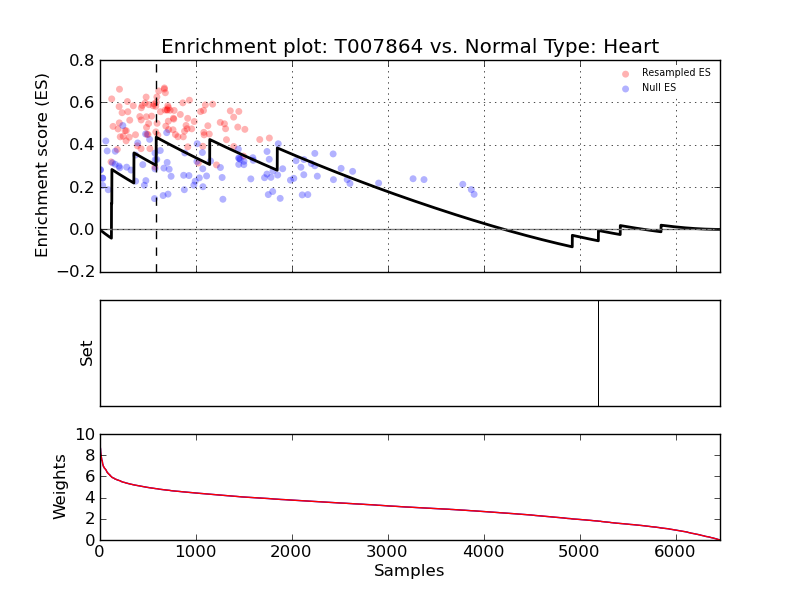 Enrichment plot: T007864 vs. Normal Type: Heart
Enrichment score (ES)
0.8
0.6
0.4
0.2
0.0
−0.2
Resampled ES
Null ES
Set
Weights
10
8
6
4
2
0
0
1000
2000
3000
4000
5000
6000
Samples